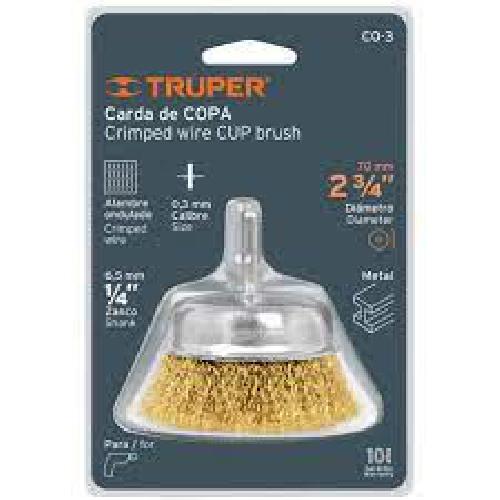 CO-3
TRUPER
Carda de COPA
Crimped wire CUP brush
70 mm
2 3/4"
Diámetro
Diameter
Alambre
ondulado
Crimped
wire
0.3 mm
Calibre
Size
6.5 mm
1/4"
Zanco
Shank
Metal
Para / for
10